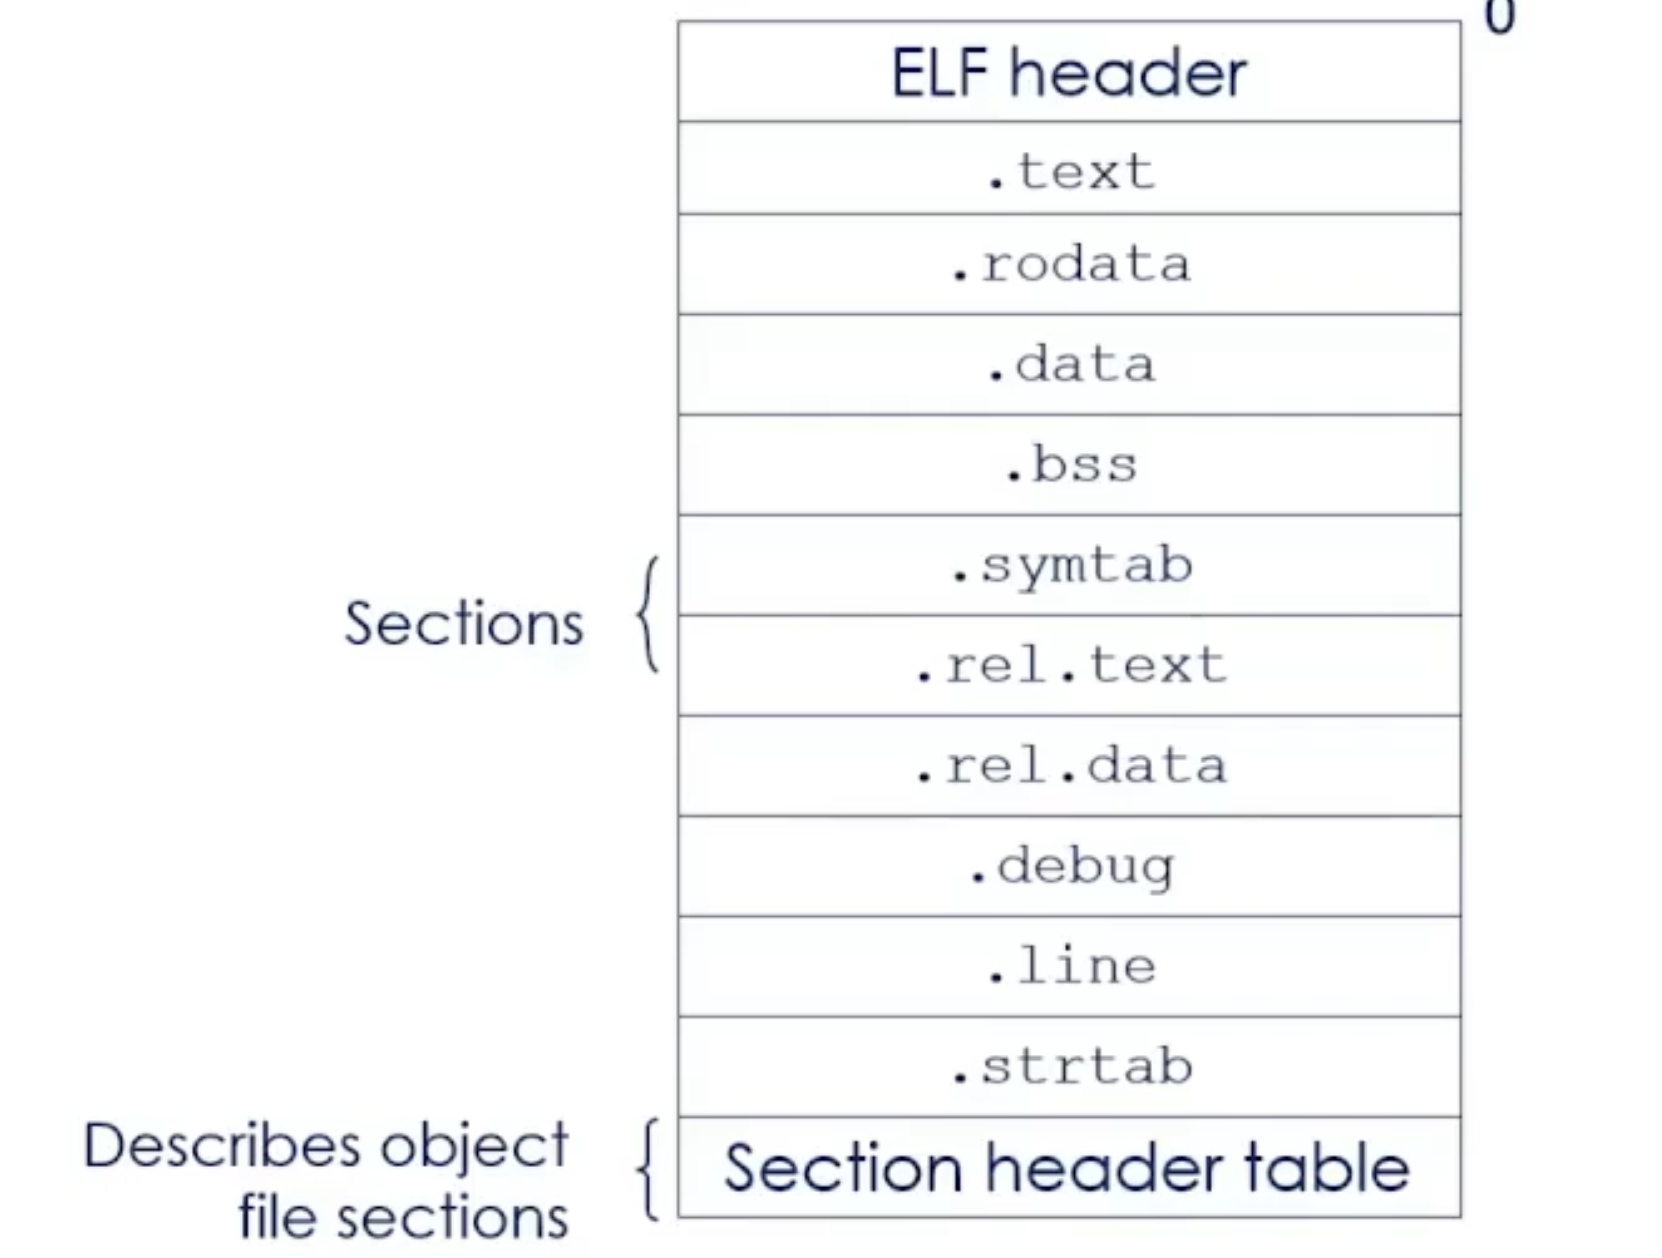 0
ELF header
.text
.rodata
.data
.bss
.symtab
Sections
.rel.text
.rel.data
.debug
.line
.strtab
Describes object
file sections
Section header table